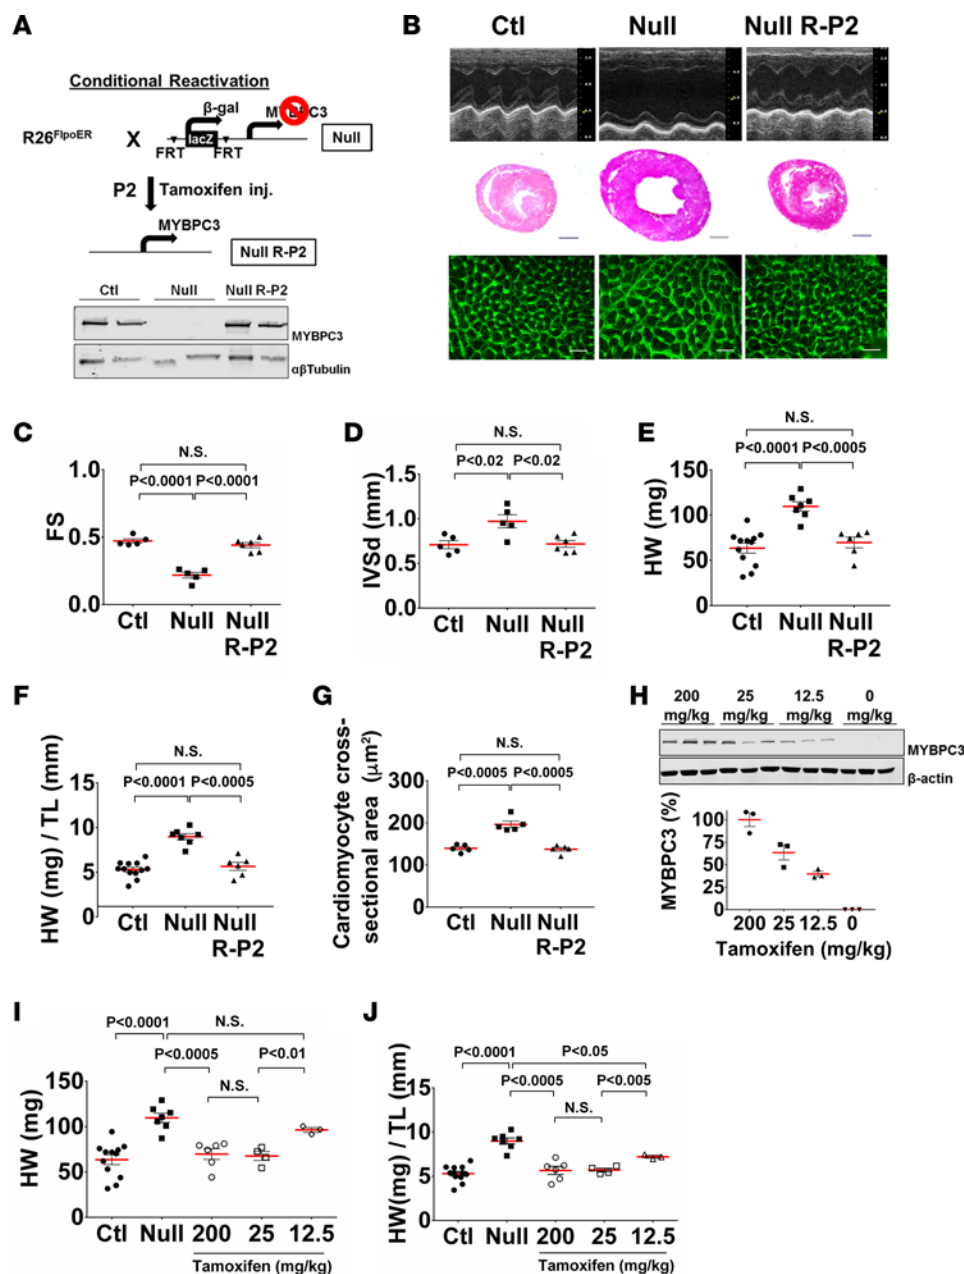 A
Conditional Reactivation
β-gal
MYBPC3
R26FlpoER X lacZ Null
FRT FRT
P2 Tamoxifen inj.
MYBPC3
Null R-P2
Ctl Null Null R-P2
MYBPC3
αβTubulin
B
Ctl Null Null R-P2
C
N.S.
P<0.0001 P<0.0001
FS
1.0
0.5
0.0
Ctl Null Null
R-P2
D
N.S.
P<0.02 P<0.02
IVSd (mm)
1.5
1.0
0.5
0.0
Ctl Null Null
R-P2
E
N.S.
P<0.0001 P<0.0005
HW (mg)
150
100
50
0
Ctl Null Null
R-P2
F
N.S.
P<0.0001 P<0.0005
HW (mg) / TL (mm)
15
10
5
0
Ctl Null Null
R-P2
G
N.S.
P<0.0005 P<0.0005
Cardiomyocyte cross-
sectional area (µm²)
300
200
100
0
Ctl Null Null
R-P2
H
200 25 12.5 0
mg/kg mg/kg mg/kg mg/kg
MYBPC3
β-actin
MYBPC3 (%)
100
75
50
25
0
200 25 12.5 0
Tamoxifen (mg/kg)
I
P<0.0001 N.S.
P<0.0005 P<0.01
N.S.
HW (mg)
150
100
50
0
Ctl Null 200 25 12.5
Tamoxifen (mg/kg)
J
P<0.0001 P<0.05
P<0.0005 P<0.005
N.S.
HW(mg) / TL (mm)
15
10
5
0
Ctl Null 200 25 12.5
Tamoxifen (mg/kg)